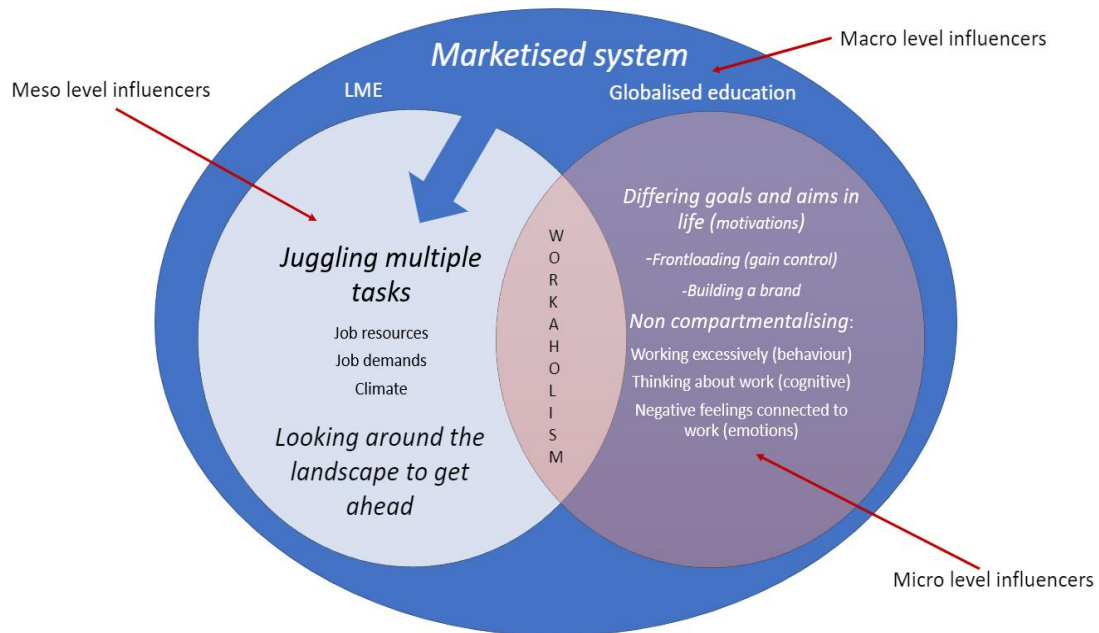 Marketised system
Macro level influencers
LME
Globalised education
Meso level influencers
Juggling multiple
tasks
Job resources
Job demands
Climate
Looking around the
landscape to get
ahead
W
O
R
K
A
H
O
L
I
S
M
Differing goals and aims in
life (motivations)
-Frontloading (gain control)
-Building a brand
Non compartmentalising:
Working excessively (behaviour)
Thinking about work (cognitive)
Negative feelings connected to
work (emotions)
Micro level influencers